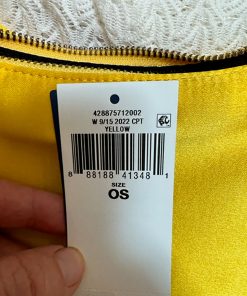 428875712002
W 9/15 2022 CPT
YELLOW
8 88188 41348 1
SIZE
OS